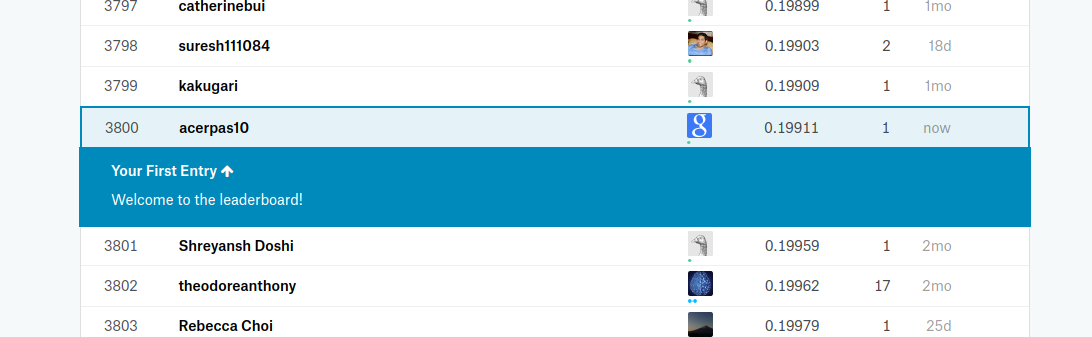 3797 catherinebui 0.19899 1 1mo
3798 suresh111084 0.19903 2 18d
3799 kakugari 0.19909 1 1mo
3800 acerpas10 g 0.19911 1 now
Your First Entry ↑
Welcome to the leaderboard!
3801 Shreyansh Doshi 0.19959 1 2mo
3802 theodoreanthony 0.19962 17 2mo
3803 Rebecca Choi 0.19979 1 25d